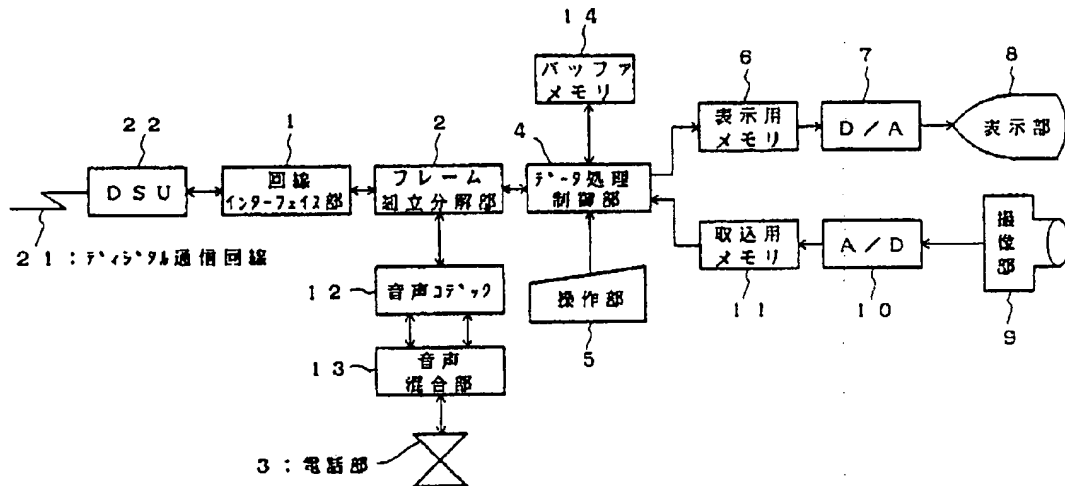 14
バッファ
メモリ
6
表示用
メモリ
7
D/A
8
表示部
22
DSU
1
回線
インターフェイス部
2
フレーム
組立分解部
4
データ処理
制御部
21:ディジタル通信回線
取込用
メモリ
11
A/D
10
撮像部
9
操作部
5
12
音声コデック
13
音声
混合部
3:電話部